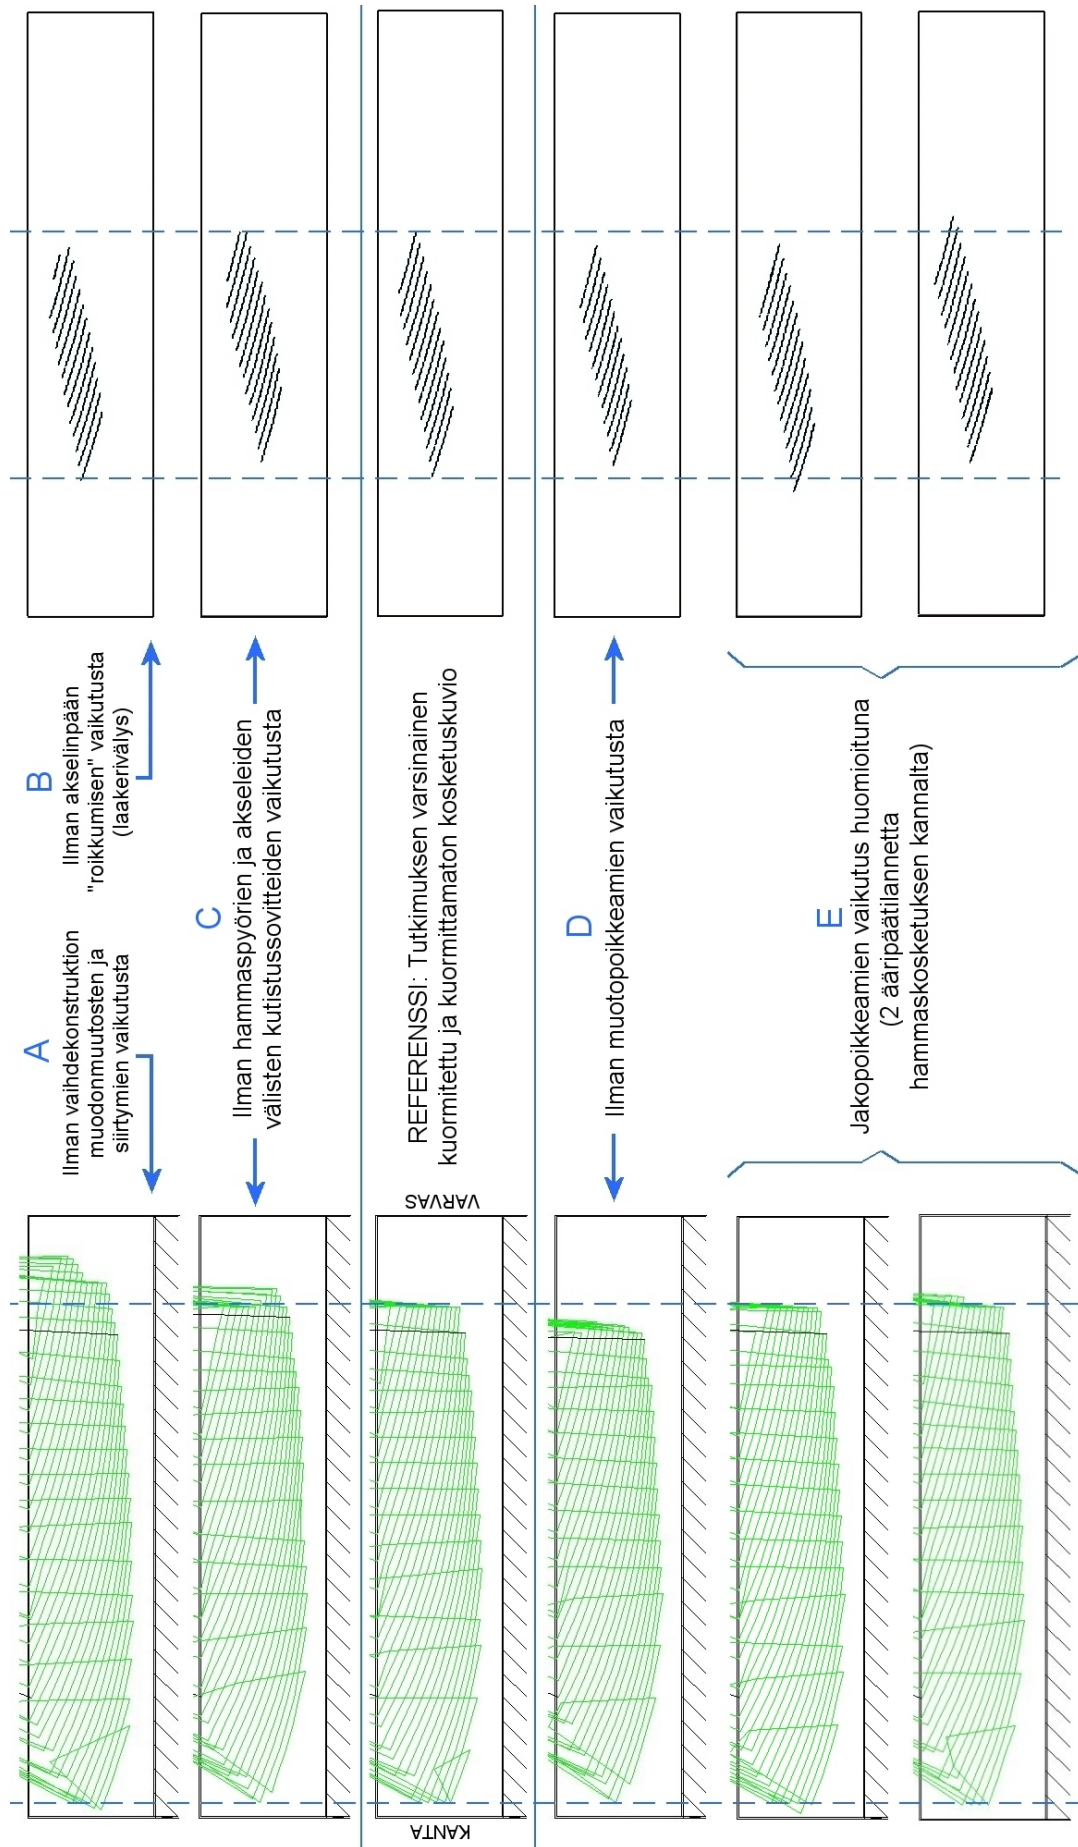 A
Ilman vaihdekonstruktion
muodonmuutosten ja
siirtymien vaikutusta
B
Ilman akselinpään
"roikkumisen" vaikutusta
(laakerivälys)
C
Ilman hammaspyörien ja akseleiden
välisten kutistussovitteiden vaikutusta
KANTA
VARVAS
REFERENSSI: Tutkimuksen varsinainen
kuormitettu ja kuormittamaton kosketuskuvio
D
Ilman muotopoikkeamien vaikutusta
E
Jakopoikkeamien vaikutus huomioituna
(2 ääripäätilannetta
hammaskosketuksen kannalta)